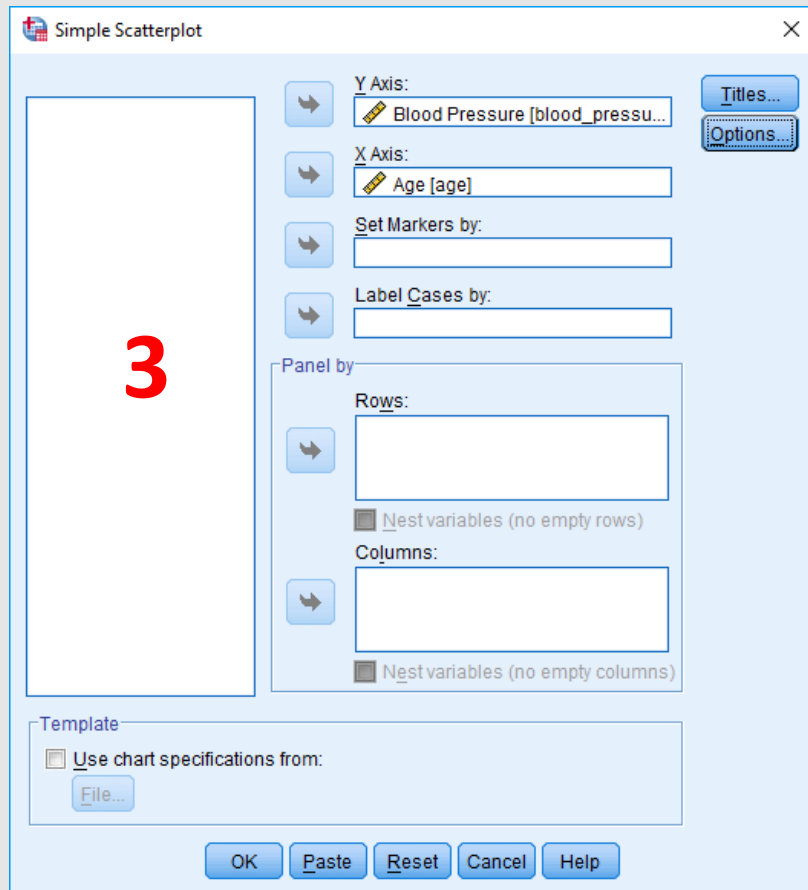 Simple Scatterplot
Y Axis:
Blood Pressure [blood_pressu...
Titles...
Options...
X Axis:
Age [age]
Set Markers by:
Label Cases by:
3
Panel by
Rows:
Nest variables (no empty rows)
Columns:
Nest variables (no empty columns)
Template
Use chart specifications from:
File...
OK Paste Reset Cancel Help